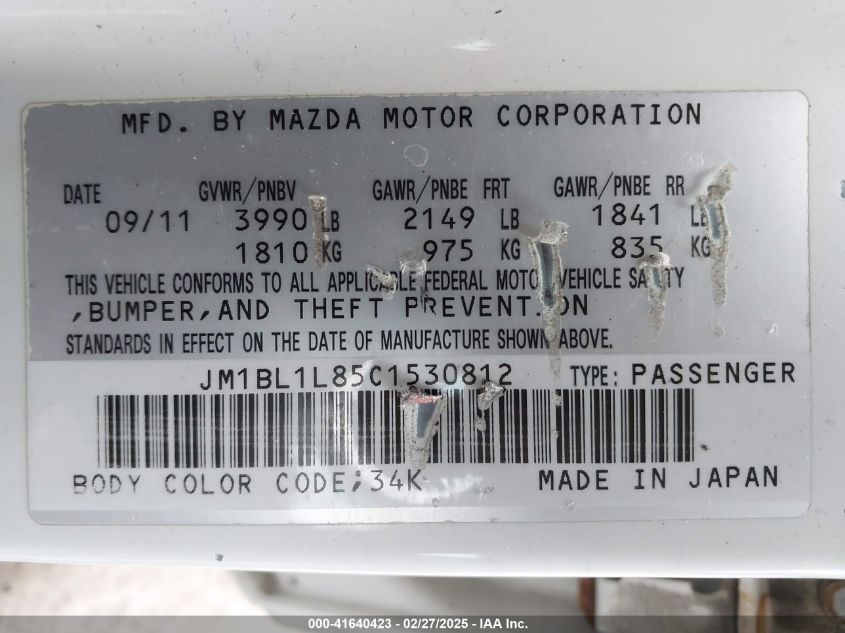 MFD. BY MAZDA MOTOR CORPORATION
DATE GVWR/PNBV GAWR/PNBE FRT GAWR/PNBE RR
09/11 3990 LB 2149 LB 1841 LB
1810 KG 975 KG 835 KG
THIS VEHICLE CONFORMS TO ALL APPLICABLE FEDERAL MOTOR VEHICLE SAFETY
,BUMPER,AND THEFT PREVENTION
STANDARDS IN EFFECT ON THE DATE OF MANUFACTURE SHOWN ABOVE.
JM1BL1L85C1530812 TYPE: PASSENGER
BODY COLOR CODE;34K MADE IN JAPAN
000-41640423 - 02/27/2025 - IAA Inc.